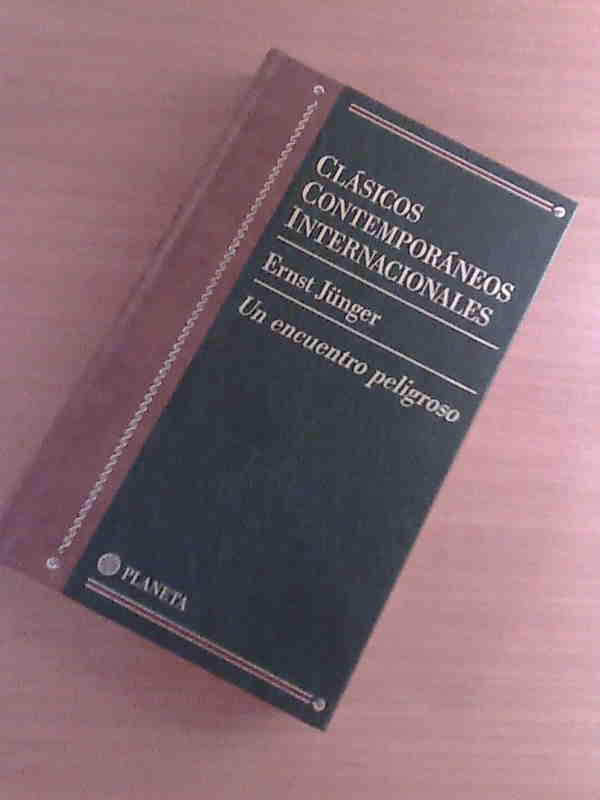 CLÁSICOS
CONTEMPORÁNEOS
INTERNACIONALES
Ernst Jünger
Un encuentro peligroso
PLANETA